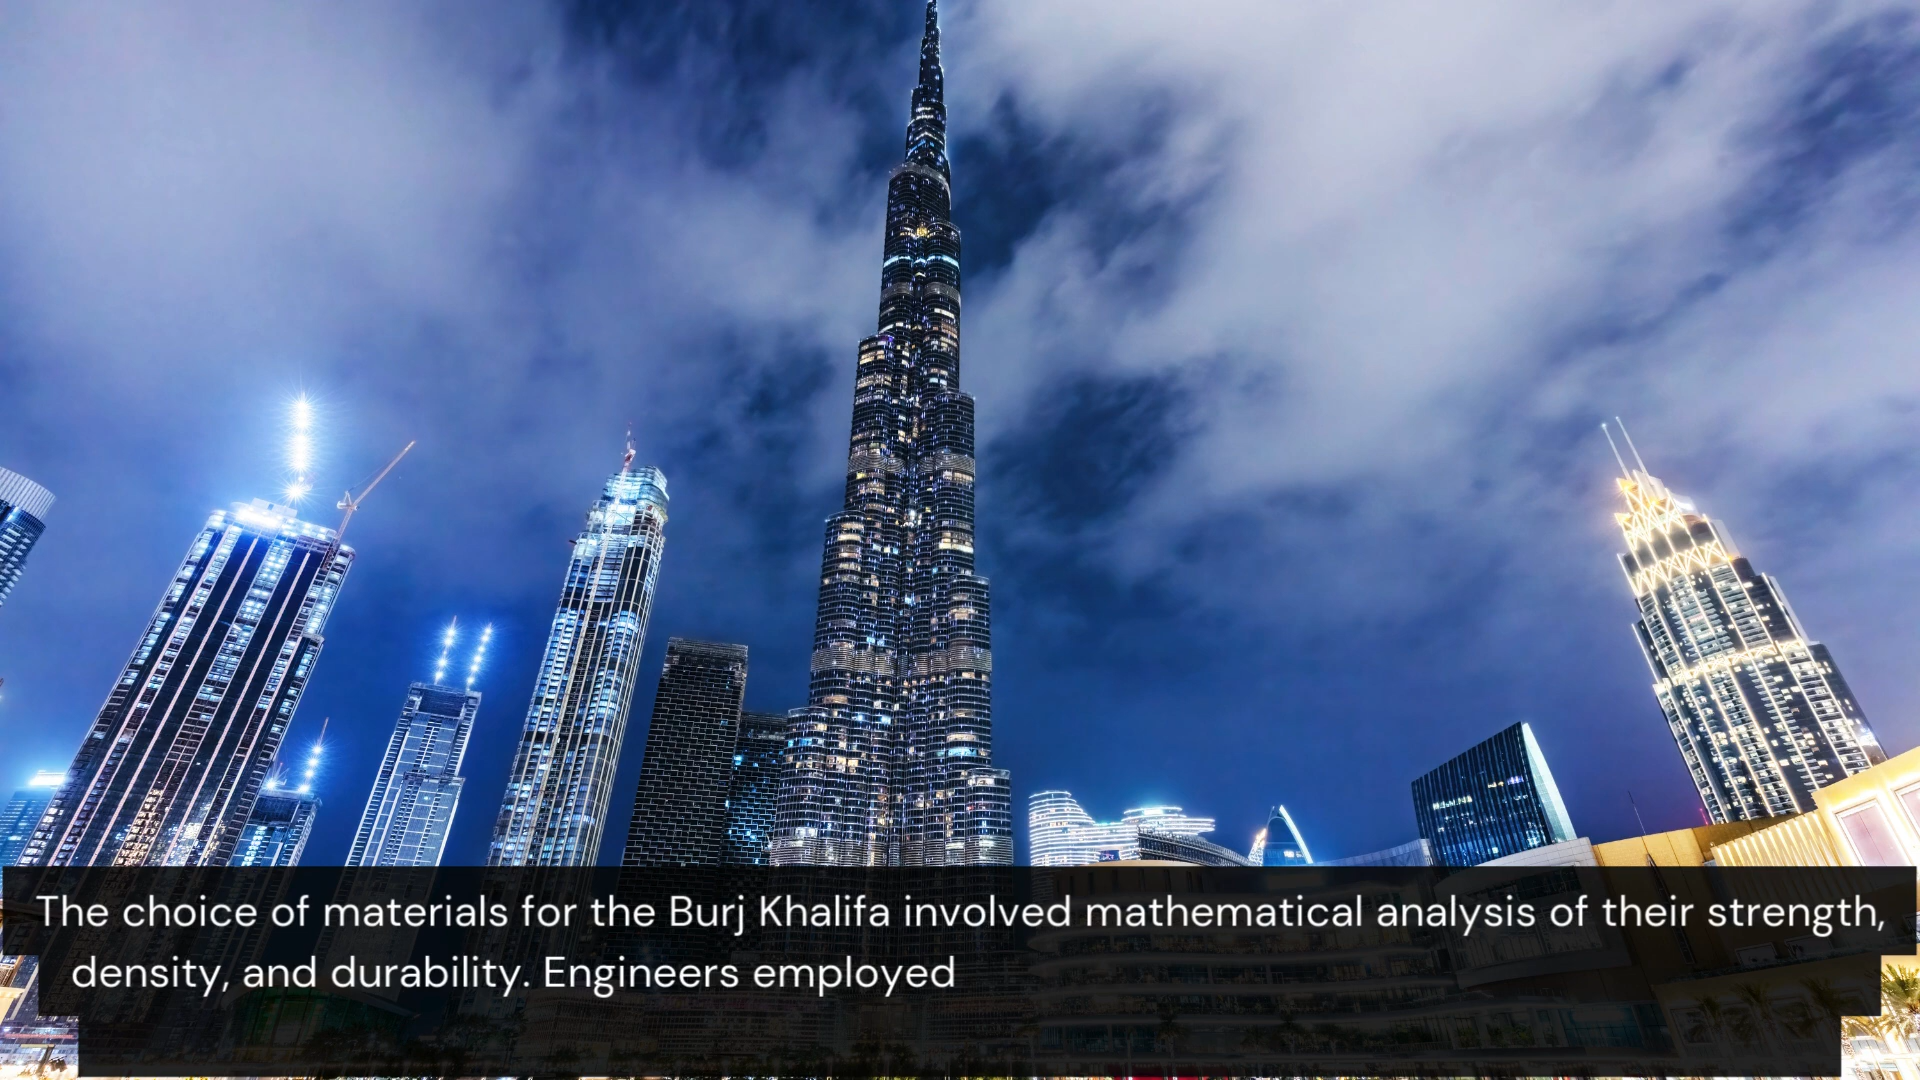 The choice of materials for the Burj Khalifa involved mathematical analysis of their strength,
density, and durability. Engineers employed